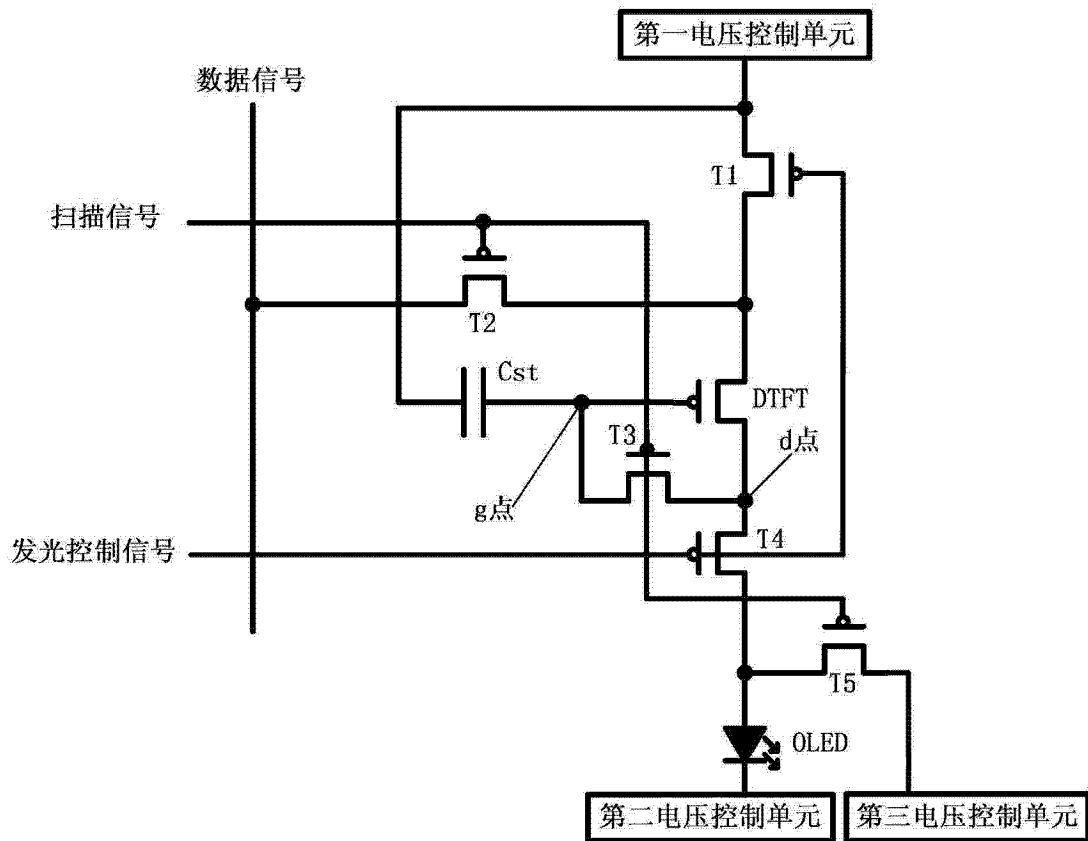 第一电压控制单元
数据信号
T1
扫描信号
T2
Cst
DTFT
T3
d点
g点
发光控制信号
T4
T5
OLED
第二电压控制单元
第三电压控制单元